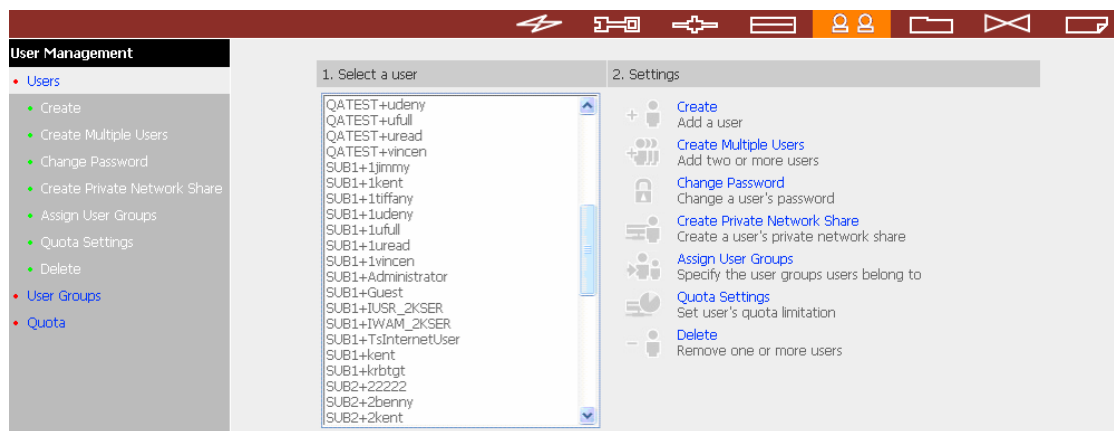 User Management
Users
Create
Create Multiple Users
Change Password
Create Private Network Share
Assign User Groups
Quota Settings
Delete
User Groups
Quota
1. Select a user
QATEST+udeny
QATEST+ufull
QATEST+uread
QATEST+vincen
SUB1+1jimmy
SUB1+1kent
SUB1+1tiffany
SUB1+1udeny
SUB1+1ufull
SUB1+1uread
SUB1+1vincen
SUB1+Administrator
SUB1+Guest
SUB1+IUSR_2KSER
SUB1+IWAM_2KSER
SUB1+TsInternetUser
SUB1+kent
SUB1+krbtgt
SUB2+22222
SUB2+2benny
SUB2+2kent
2. Settings
Create
Add a user
Create Multiple Users
Add two or more users
Change Password
Change a user's password
Create Private Network Share
Create a user's private network share
Assign User Groups
Specify the user groups users belong to
Quota Settings
Set user's quota limitation
Delete
Remove one or more users